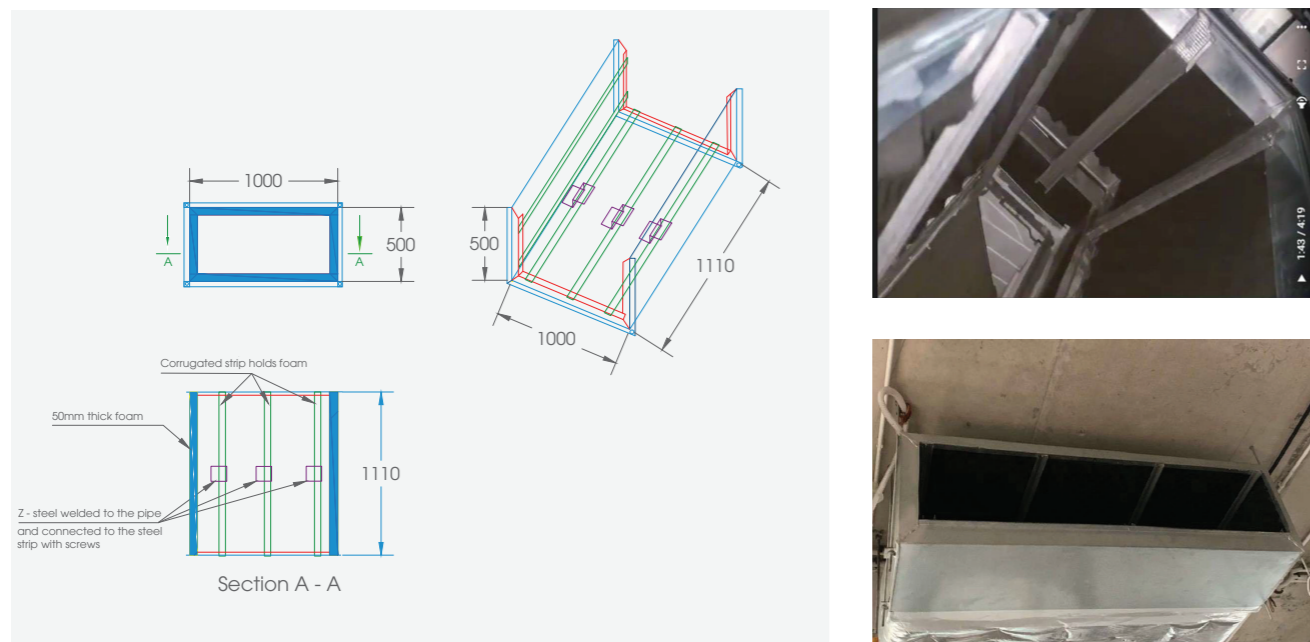 1000
500
A
A
500
1110
1000
Corrugated strip holds foam
50mm thick foam
1110
Z - steel welded to the pipe
and connected to the steel
strip with screws
Section A - A
1:43 / 4:19